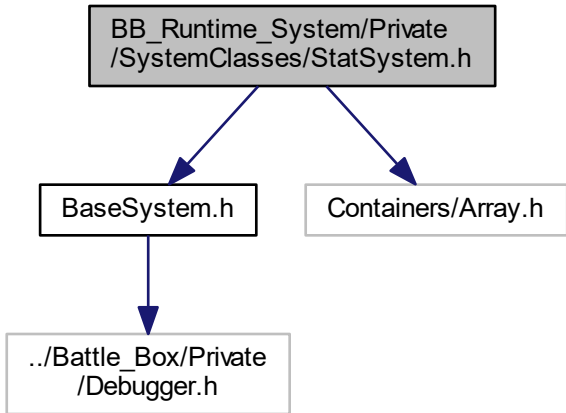 BB_Runtime_System/Private
/SystemClasses/StatSystem.h
BaseSystem.h
Containers/Array.h
../Battle_Box/Private
/Debugger.h